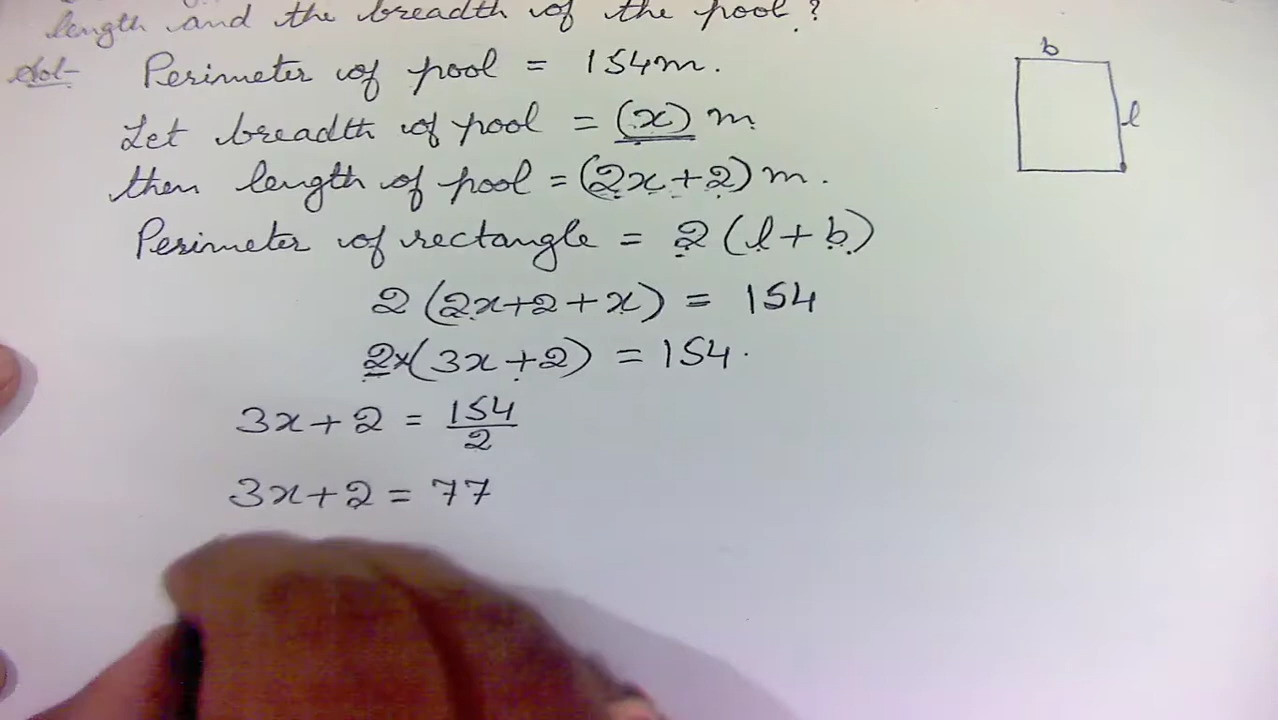 length and the breadth of the pool?
Sol- Perimeter of pool = 154m.
Let breadth of pool = (x) m
then length of pool = (2x+2) m.
Perimeter of rectangle = 2 (l+b)
2 (2x+2+x) = 154
2×(3x+2) = 154.
3x+2 = 154/2
3x+2 = 77
b
l